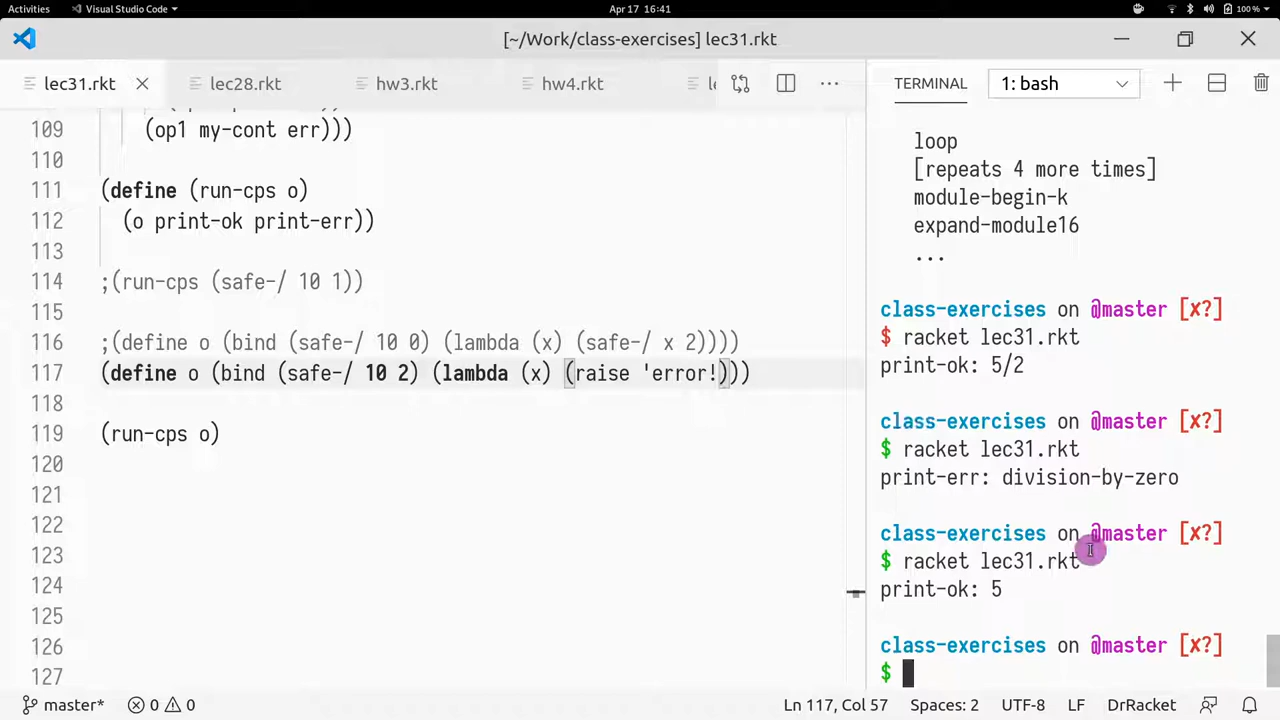 Activities
Visual Studio Code
Apr 17 16:41
100 %
[~/Work/class-exercises] lec31.rkt
lec31.rkt
lec28.rkt
hw3.rkt
hw4.rkt
109 (op1 my-cont err)))
110
111 (define (run-cps o)
112 (o print-ok print-err))
113
114 ;(run-cps (safe-/ 10 1))
115
116 ;(define o (bind (safe-/ 10 0) (lambda (x) (safe-/ x 2))))
117 (define o (bind (safe-/ 10 2) (lambda (x) (raise 'error!))))
118
119 (run-cps o)
120
121
122
123
124
125
126
127
TERMINAL
1: bash
loop
[repeats 4 more times]
module-begin-k
expand-module16
...
class-exercises on @master [✘?]
$ racket lec31.rkt
print-ok: 5/2
class-exercises on @master [✘?]
$ racket lec31.rkt
print-err: division-by-zero
class-exercises on @master [✘?]
$ racket lec31.rkt
print-ok: 5
class-exercises on @master [✘?]
$
master*
0
0
Ln 117, Col 57
Spaces: 2
UTF-8
LF
DrRacket